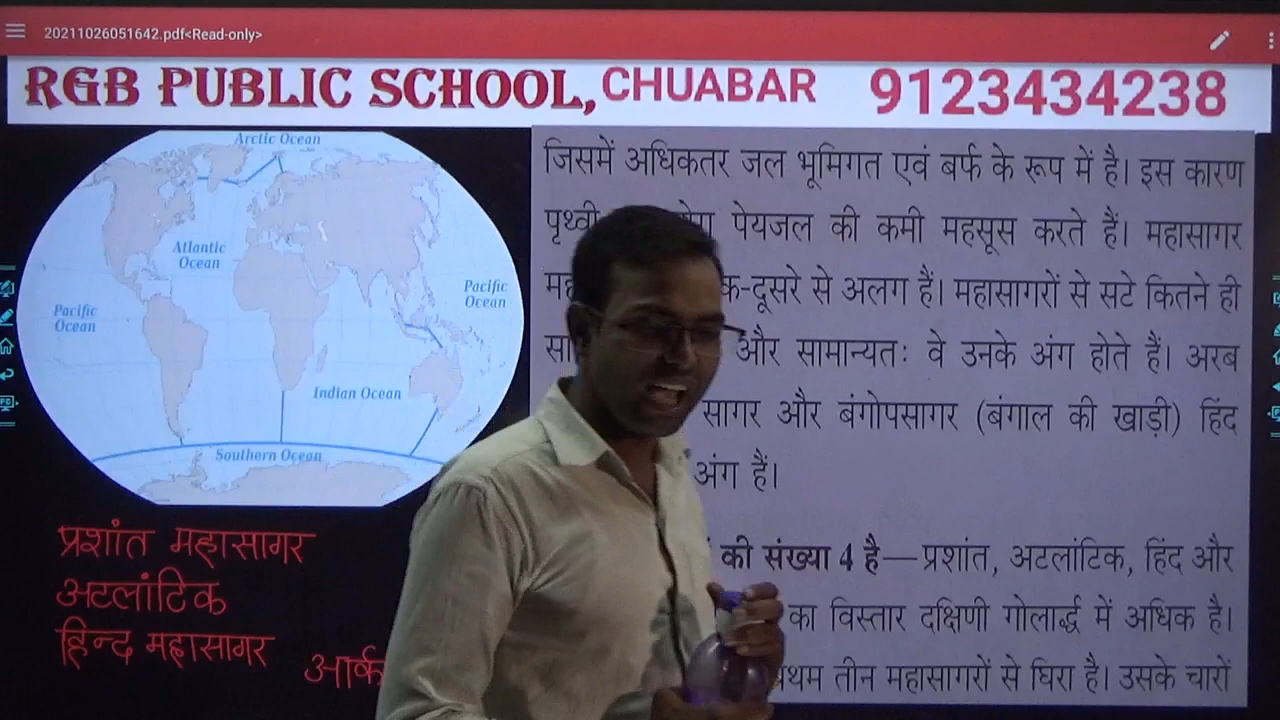 20211026051642.pdf<Read-only>
RGB PUBLIC SCHOOL, CHUABAR 9123434238
Arctic Ocean
Atlantic Ocean
Pacific Ocean
Pacific Ocean
Indian Ocean
Southern Ocean
प्रशांत महासागर
अटलांटिक
हिन्द महासागर
जिसमें अधिकतर जल भूमिगत एवं बर्फ के रूप में है। इस कारण
पृथ्वी पेयजल की कमी महसूस करते हैं। महासागर
क-दूसरे से अलग हैं। महासागरों से सटे कितने ही
और सामान्यतः वे उनके अंग होते हैं। अरब
सागर और बंगोपसागर (बंगाल की खाड़ी) हिंद
अंग हैं।
की संख्या 4 है—प्रशांत, अटलांटिक, हिंद और
का विस्तार दक्षिणी गोलार्द्ध में अधिक है।
तीन महासागरों से घिरा है। उसके चारों